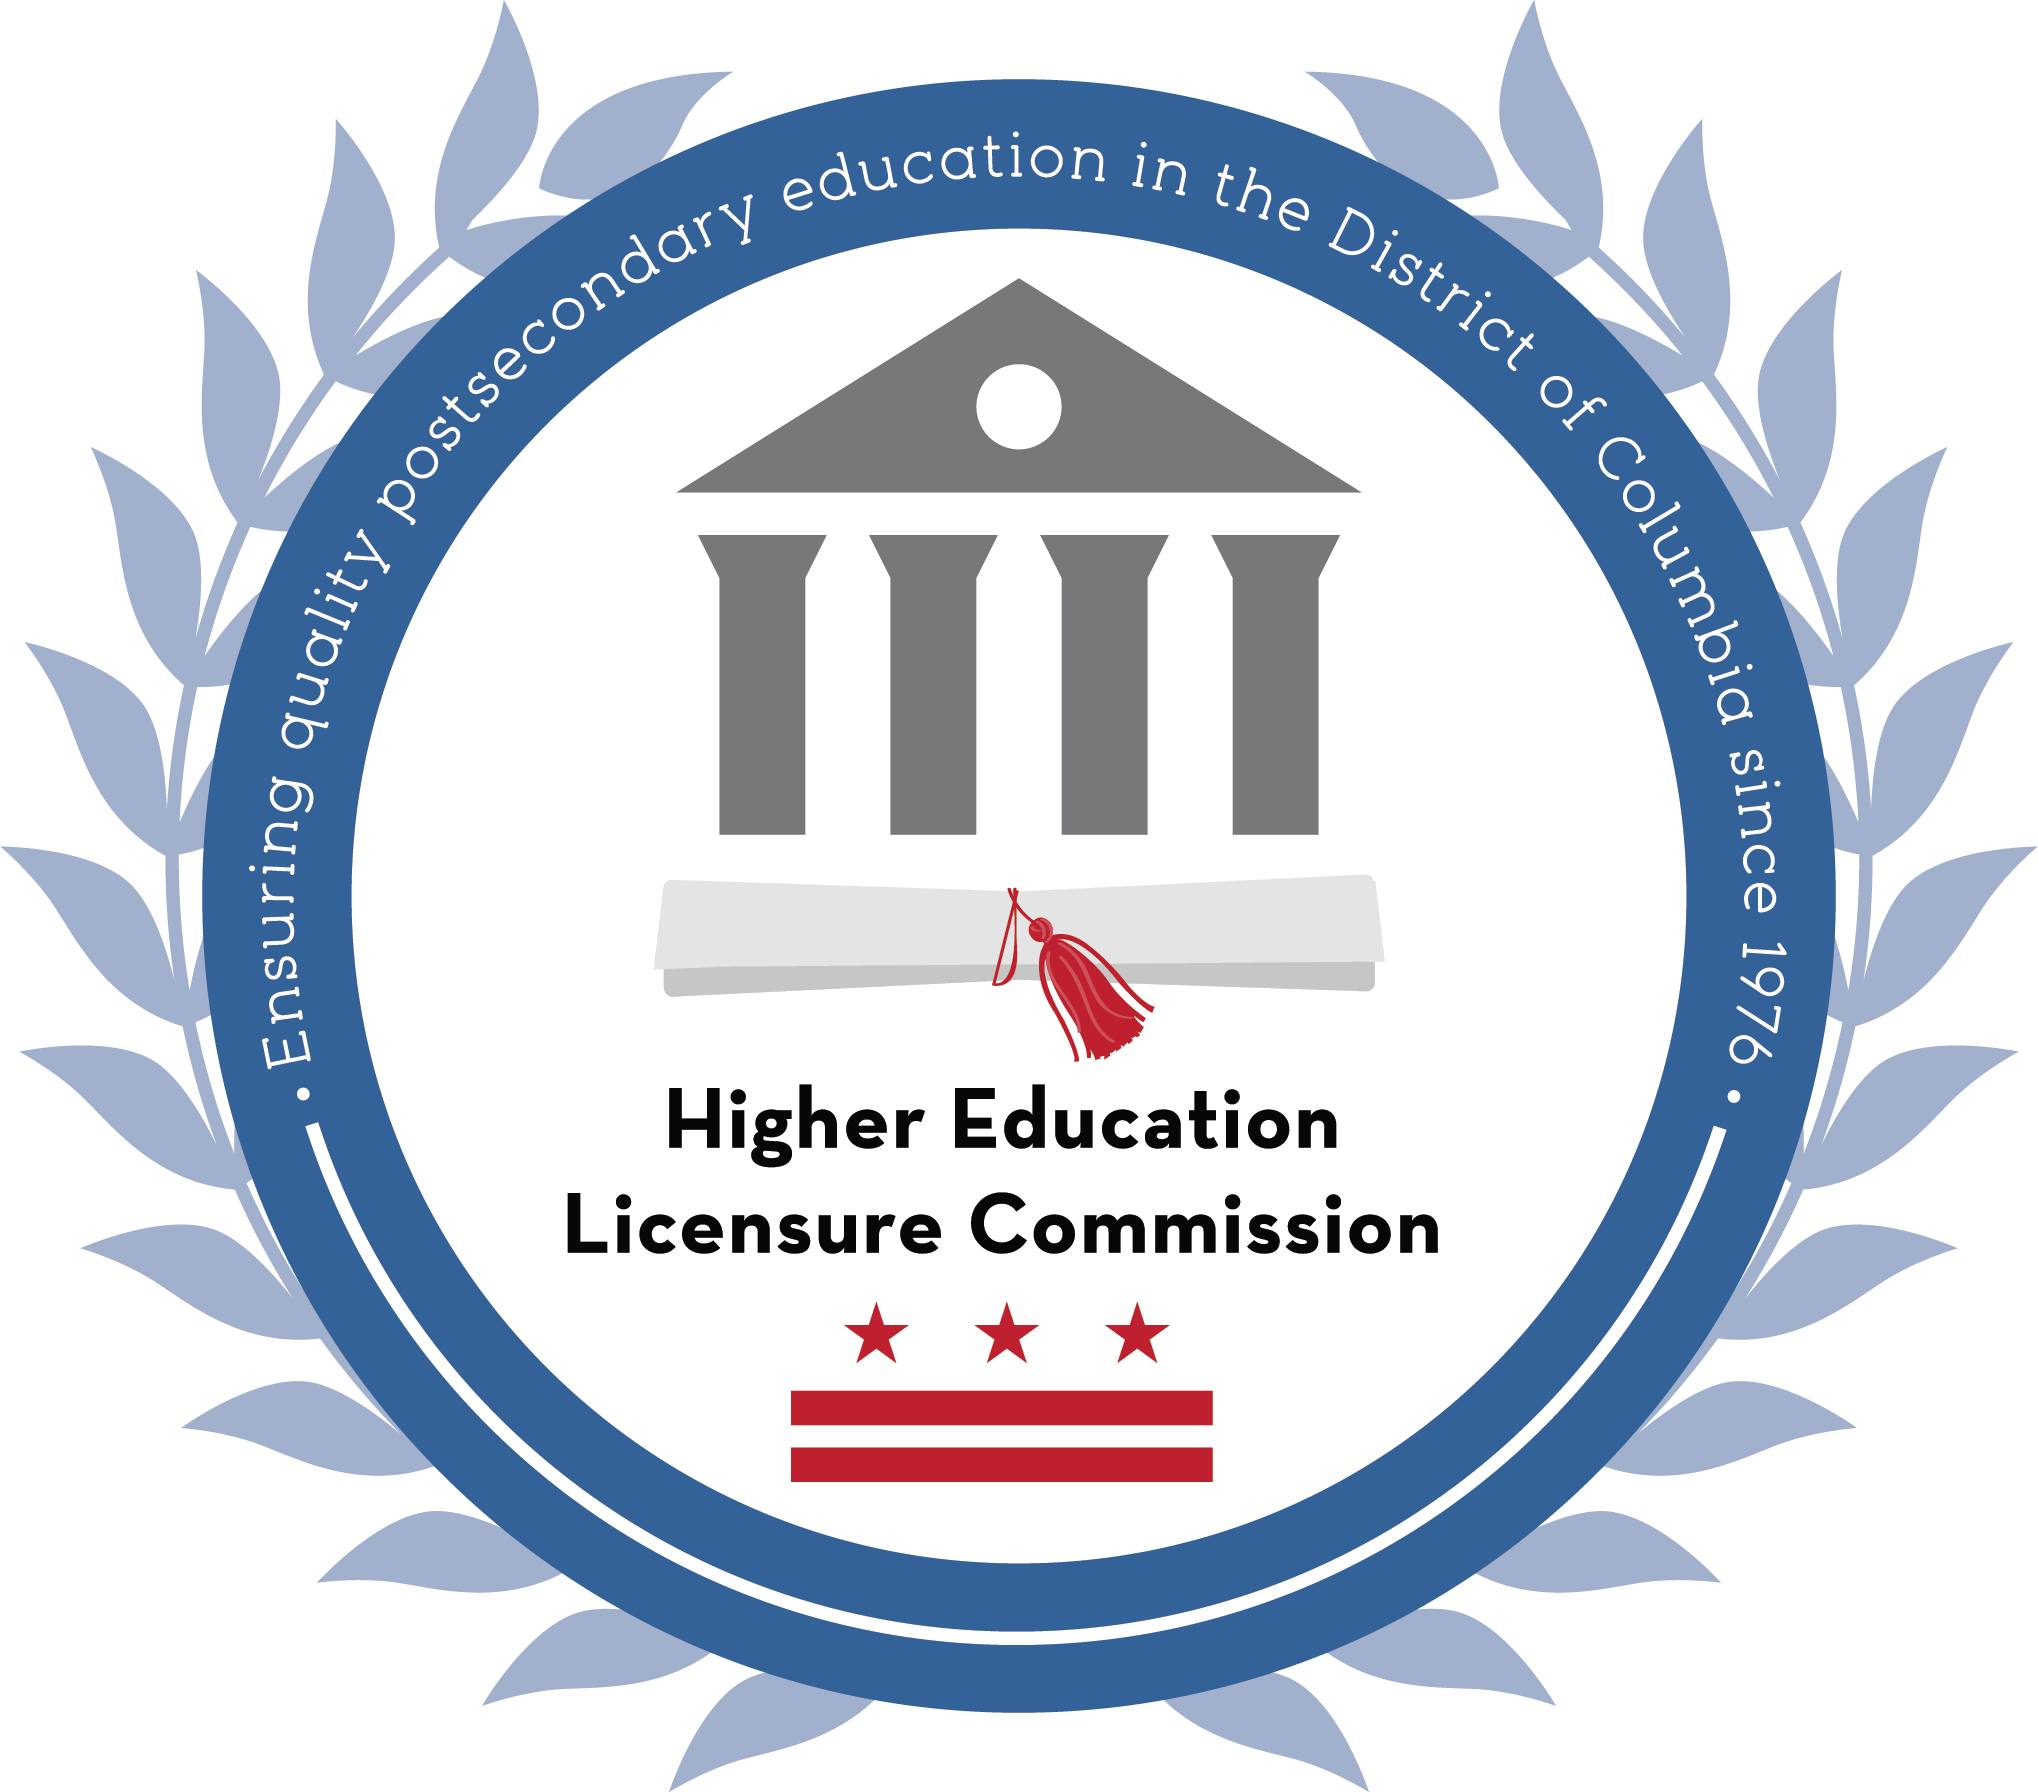 • Ensuring quality postsecondary education in the District of Columbia since 1976 •
Higher Education
Licensure Commission